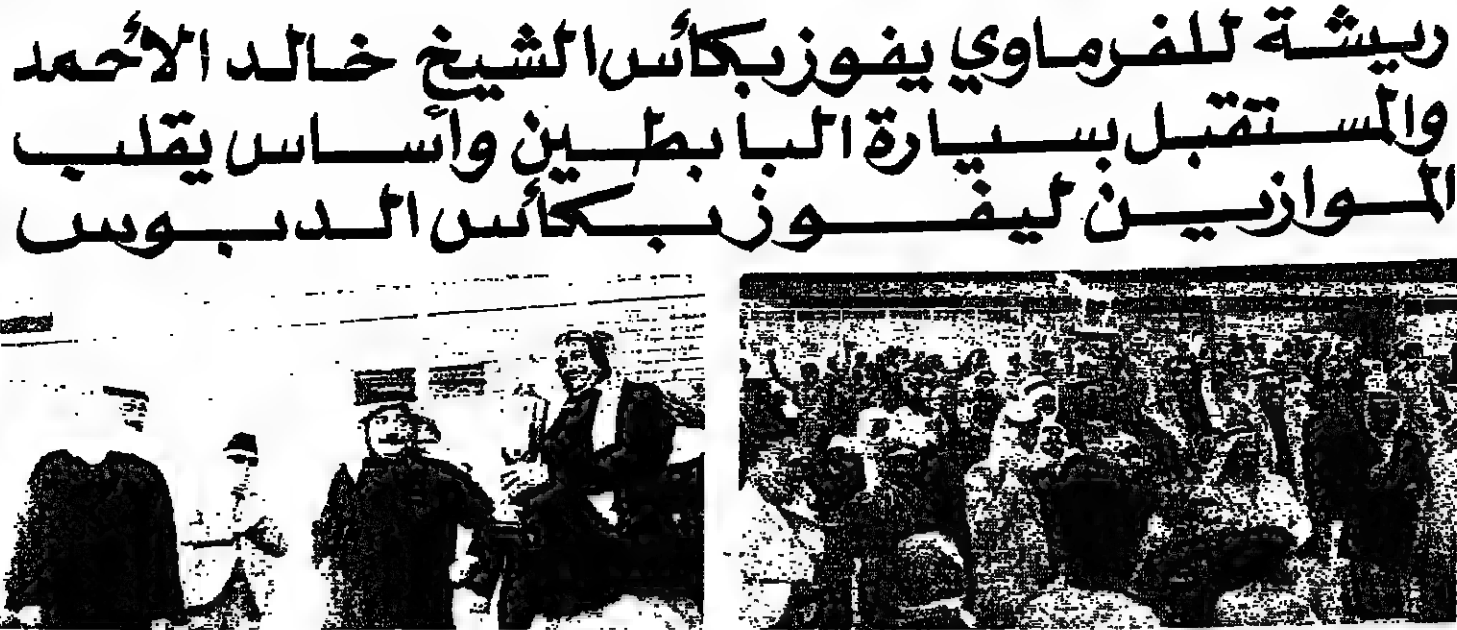 ريشة للفرماوي يفوز بكأس الشيخ خالد الأحمد
والمستقبل بسيارة البابطين وأساس يقلب
الموازين ليفوز بكأس الدبوس